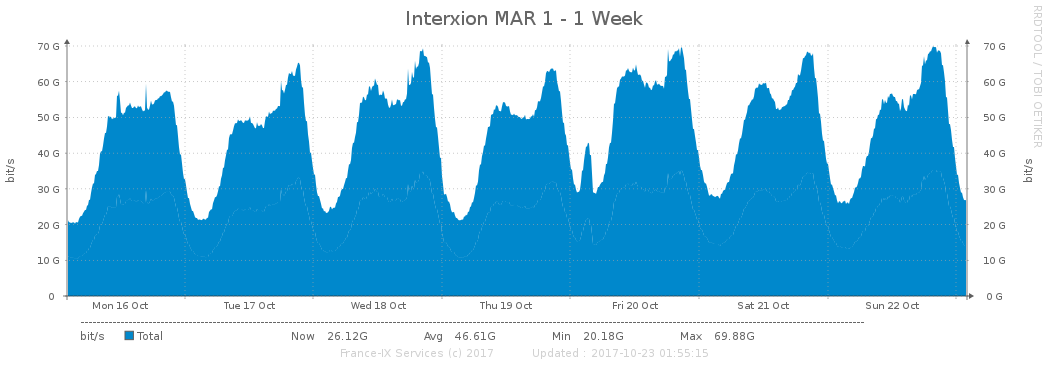 Interxion MAR 1 - 1 Week
RRDTOOL / TOBI OETIKER
70 G 70 G
60 G 60 G
50 G 50 G
40 G 40 G
30 G 30 G
20 G 20 G
10 G 10 G
0 0 G
bit/s
bit/s
Mon 16 Oct Tue 17 Oct Wed 18 Oct Thu 19 Oct Fri 20 Oct Sat 21 Oct Sun 22 Oct
bit/s Total Now 26.12G Avg 46.61G Min 20.18G Max 69.88G
France-IX Services (c) 2017 Updated : 2017-10-23 01:55:15